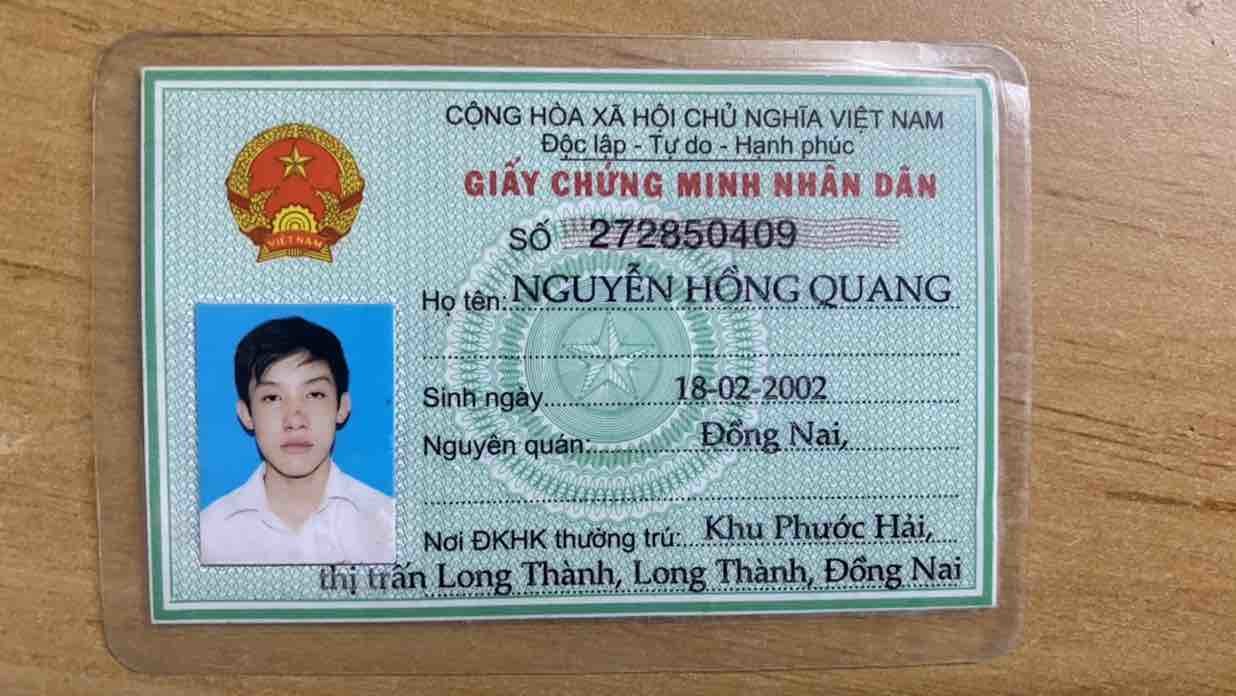 CỘNG HÒA XÃ HỘI CHỦ NGHĨA VIỆT NAM
Độc lập - Tự do - Hạnh phúc
GIẤY CHỨNG MINH NHÂN DÂN
SỐ 272850409
Họ tên: NGUYỄN HỒNG QUANG
Sinh ngày 18-02-2002
Nguyên quán: Đồng Nai,
Nơi ĐKHK thường trú: Khu Phước Hải,
thị trấn Long Thành, Long Thành, Đồng Nai
VIỆT NAM